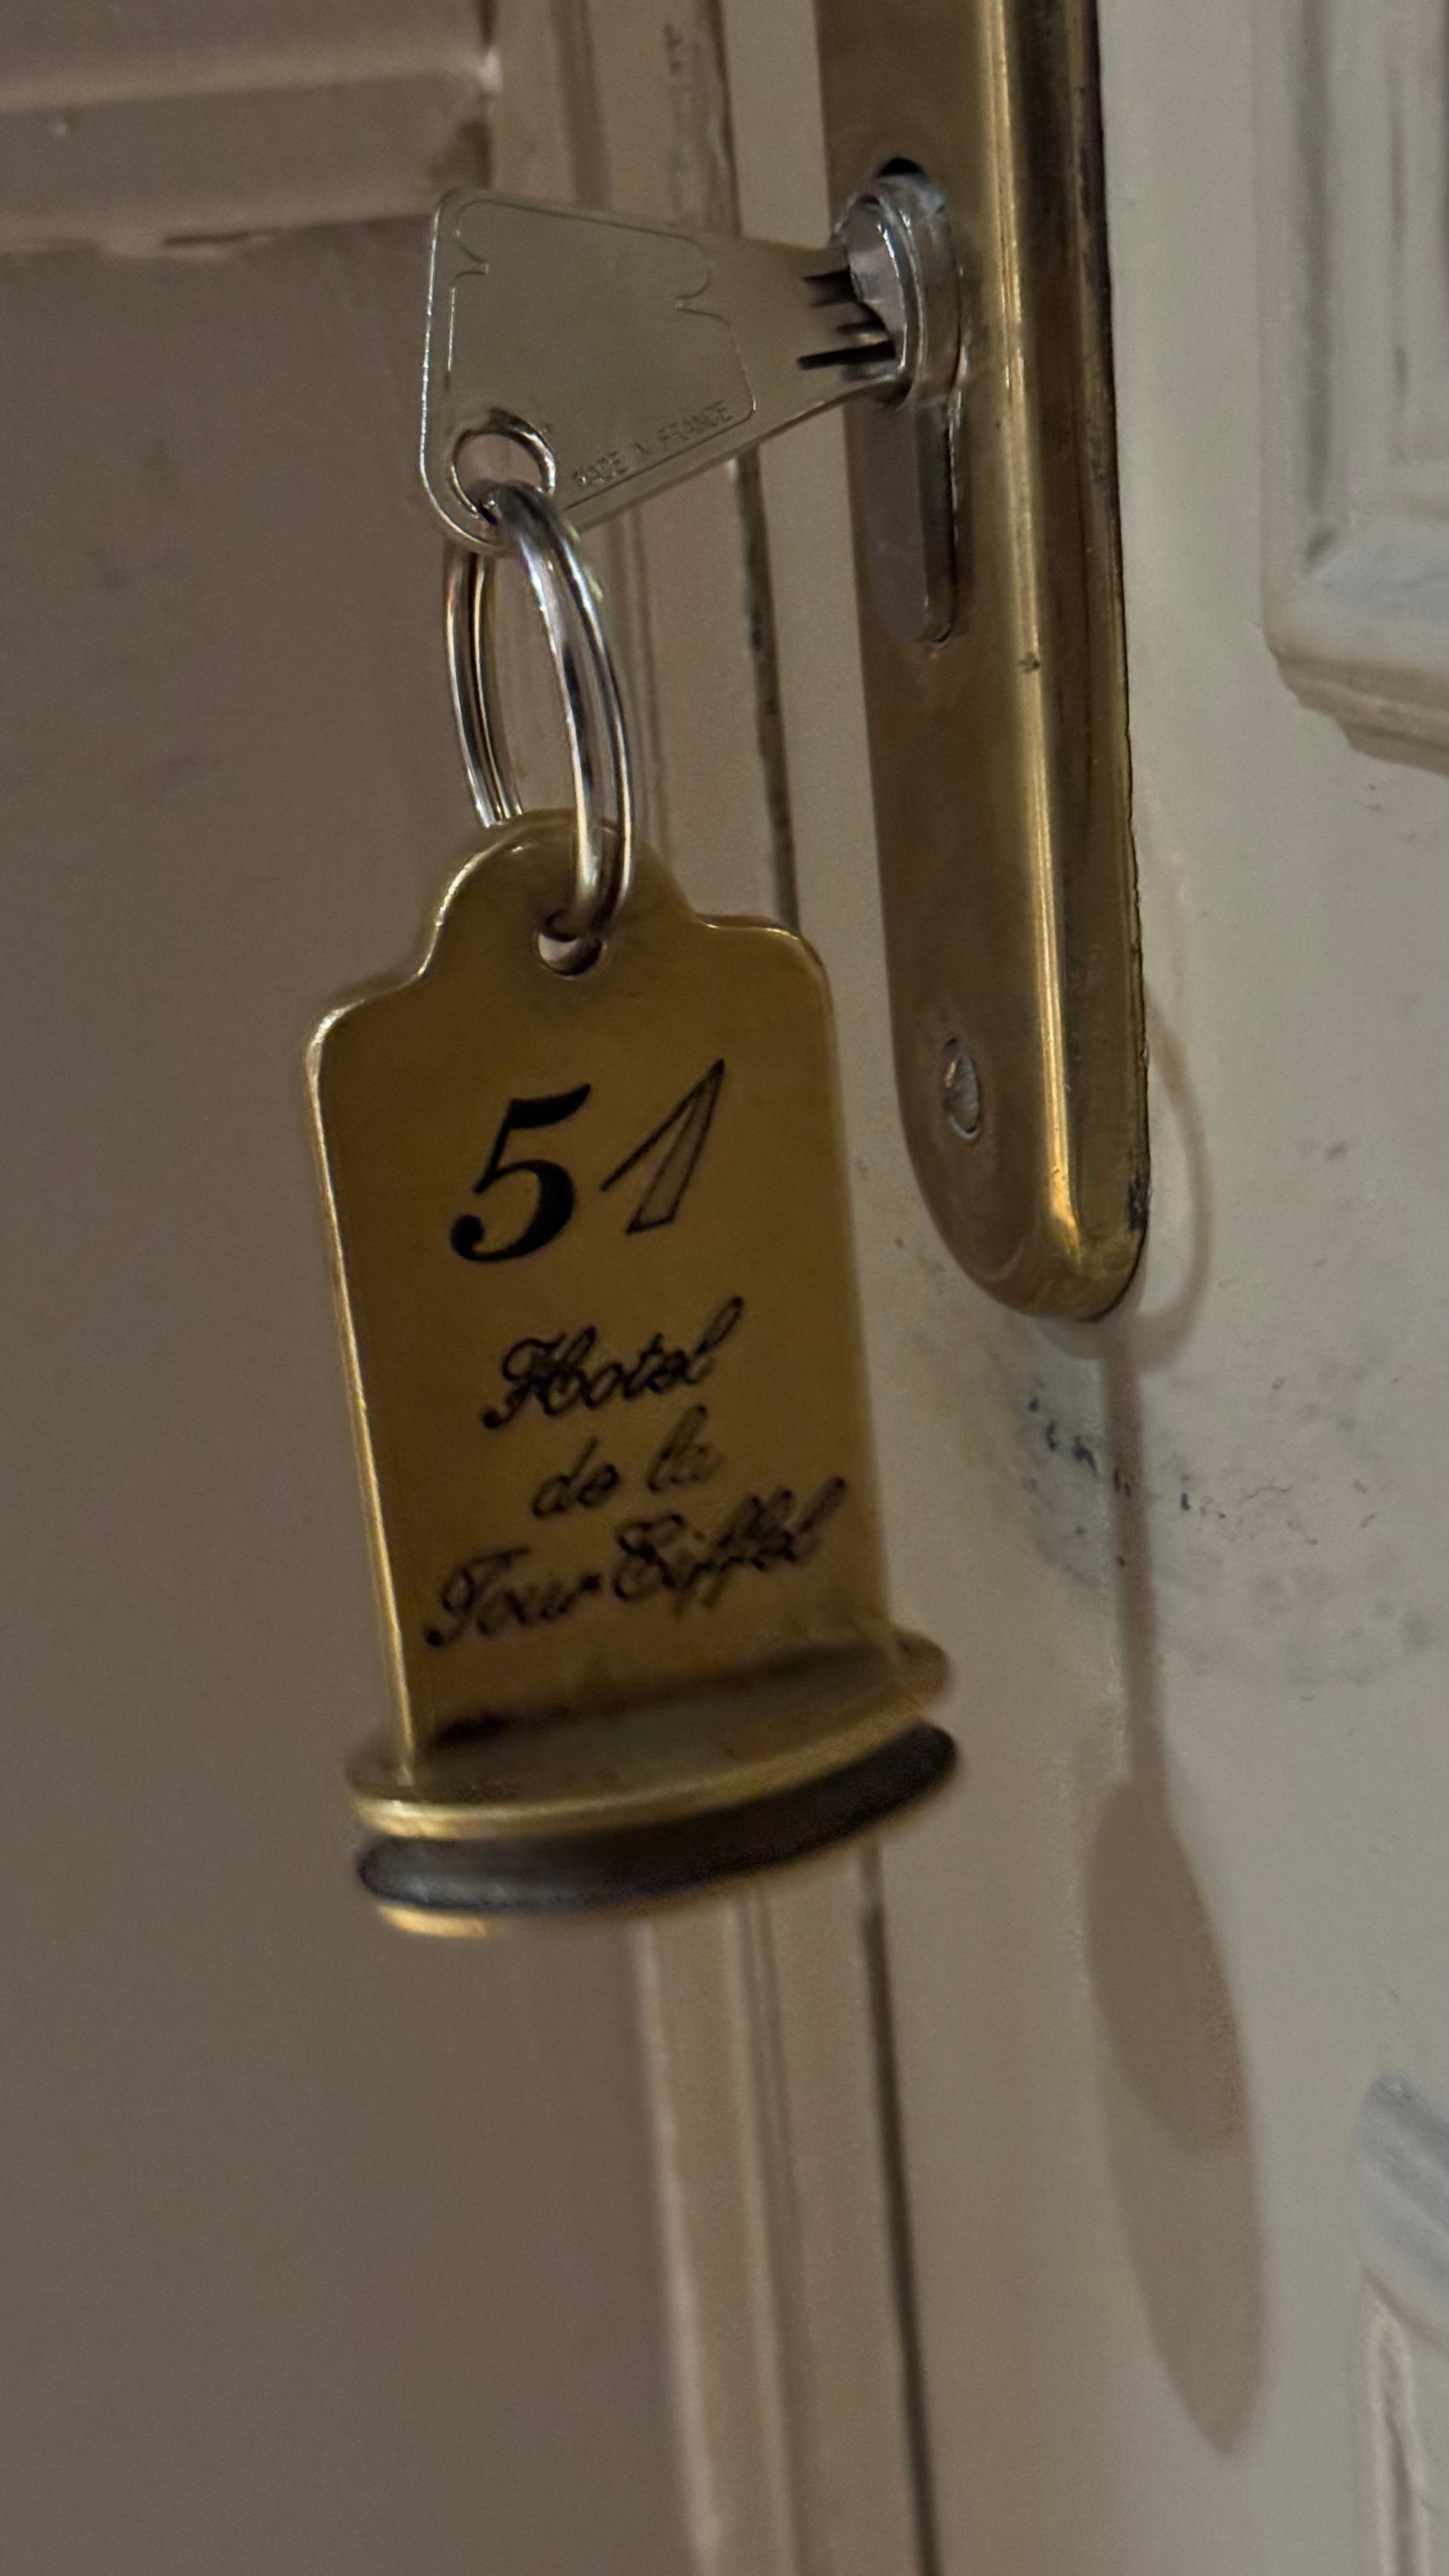 MADE IN FRANCE
51
Hotel
de la
Tour Eiffel